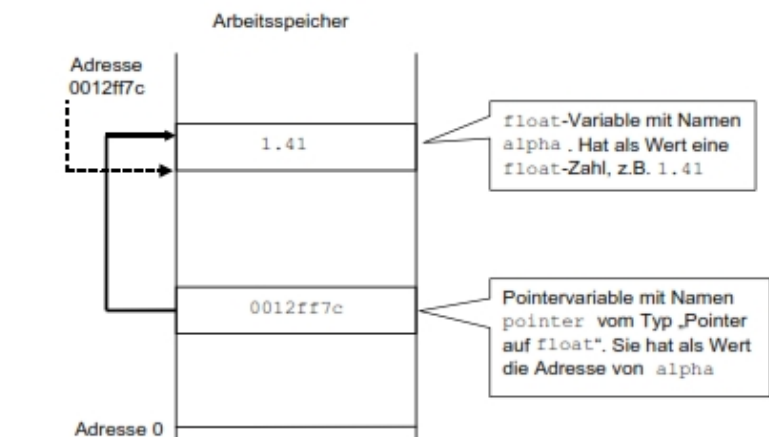 Arbeitsspeicher
Adresse
0012ff7c
1.41
float-Variable mit Namen
alpha . Hat als Wert eine
float-Zahl, z.B. 1.41
0012ff7c
Pointervariable mit Namen
pointer vom Typ „Pointer
auf float“. Sie hat als Wert
die Adresse von alpha
Adresse 0